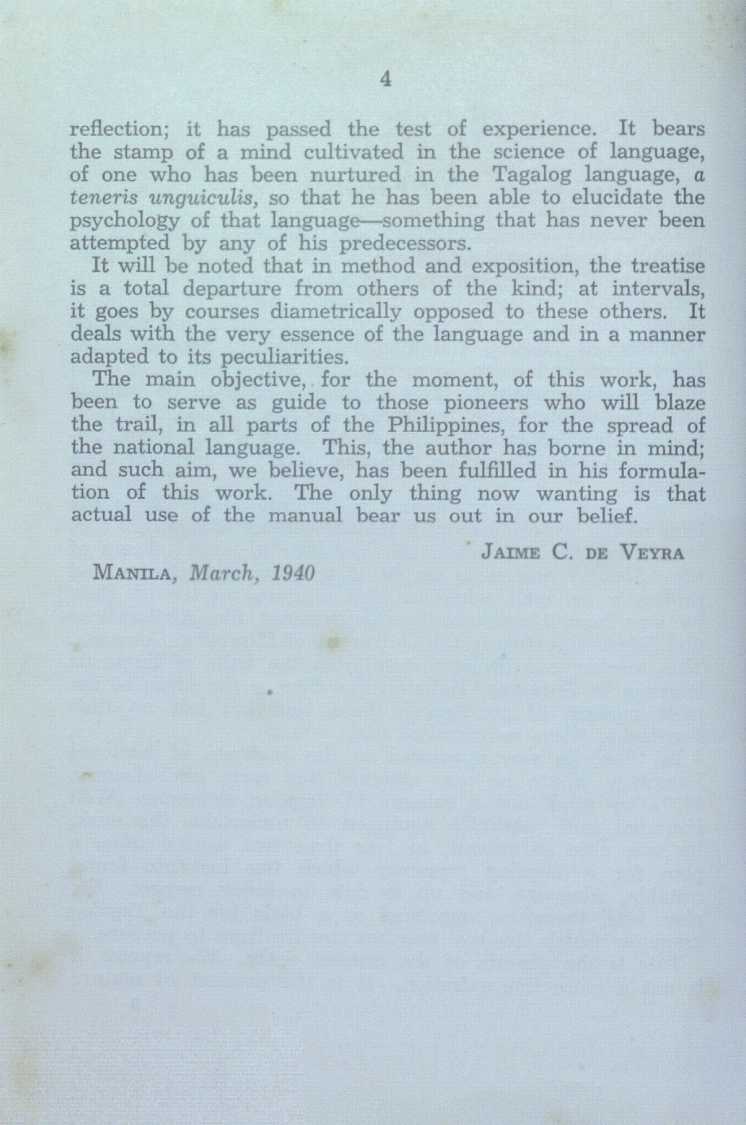 4
reflection; it has passed the test of experience. It bears
the stamp of a mind cultivated in the science of language,
of one who has been nurtured in the Tagalog language, a
teneris unguiculis, so that he has been able to elucidate the
psychology of that language—something that has never been
attempted by any of his predecessors.
It will be noted that in method and exposition, the treatise
is a total departure from others of the kind; at intervals,
it goes by courses diametrically opposed to these others. It
deals with the very essence of the language and in a manner
adapted to its peculiarities.
The main objective, for the moment, of this work, has
been to serve as guide to those pioneers who will blaze
the trail, in all parts of the Philippines, for the spread of
the national language. This, the author has borne in mind;
and such aim, we believe, has been fulfilled in his formula-
tion of this work. The only thing now wanting is that
actual use of the manual bear us out in our belief.
JAIME C. DE VEYRA
MANILA, March, 1940